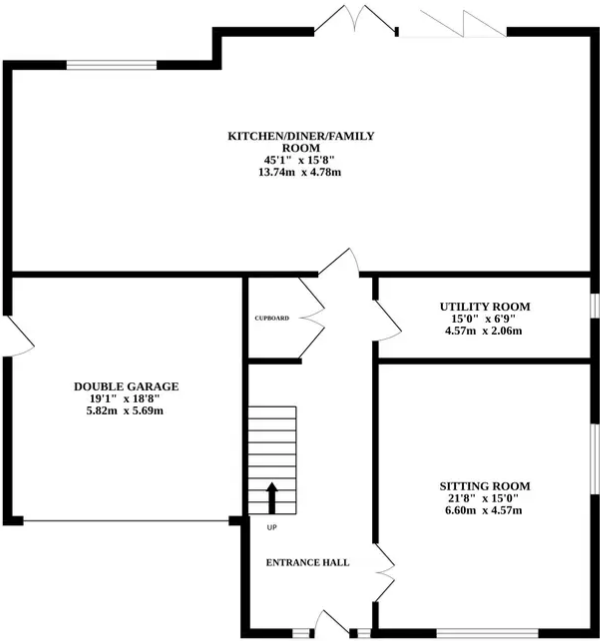 KITCHEN/DINER/FAMILY
ROOM
45'1" x 15'8"
13.74m x 4.78m
CUPBOARD
UTILITY ROOM
15'0" x 6'9"
4.57m x 2.06m
DOUBLE GARAGE
19'1" x 18'8"
5.82m x 5.69m
SITTING ROOM
21'8" x 15'0"
6.60m x 4.57m
UP
ENTRANCE HALL